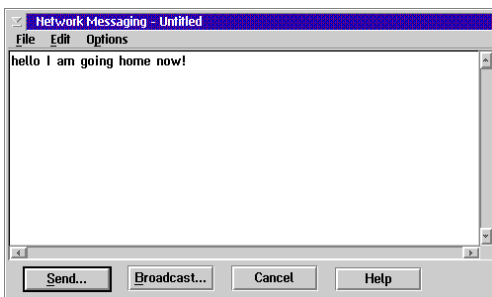 Network Messaging - Untitled
File Edit Options
hello I am going home now!
Send... Broadcast... Cancel Help